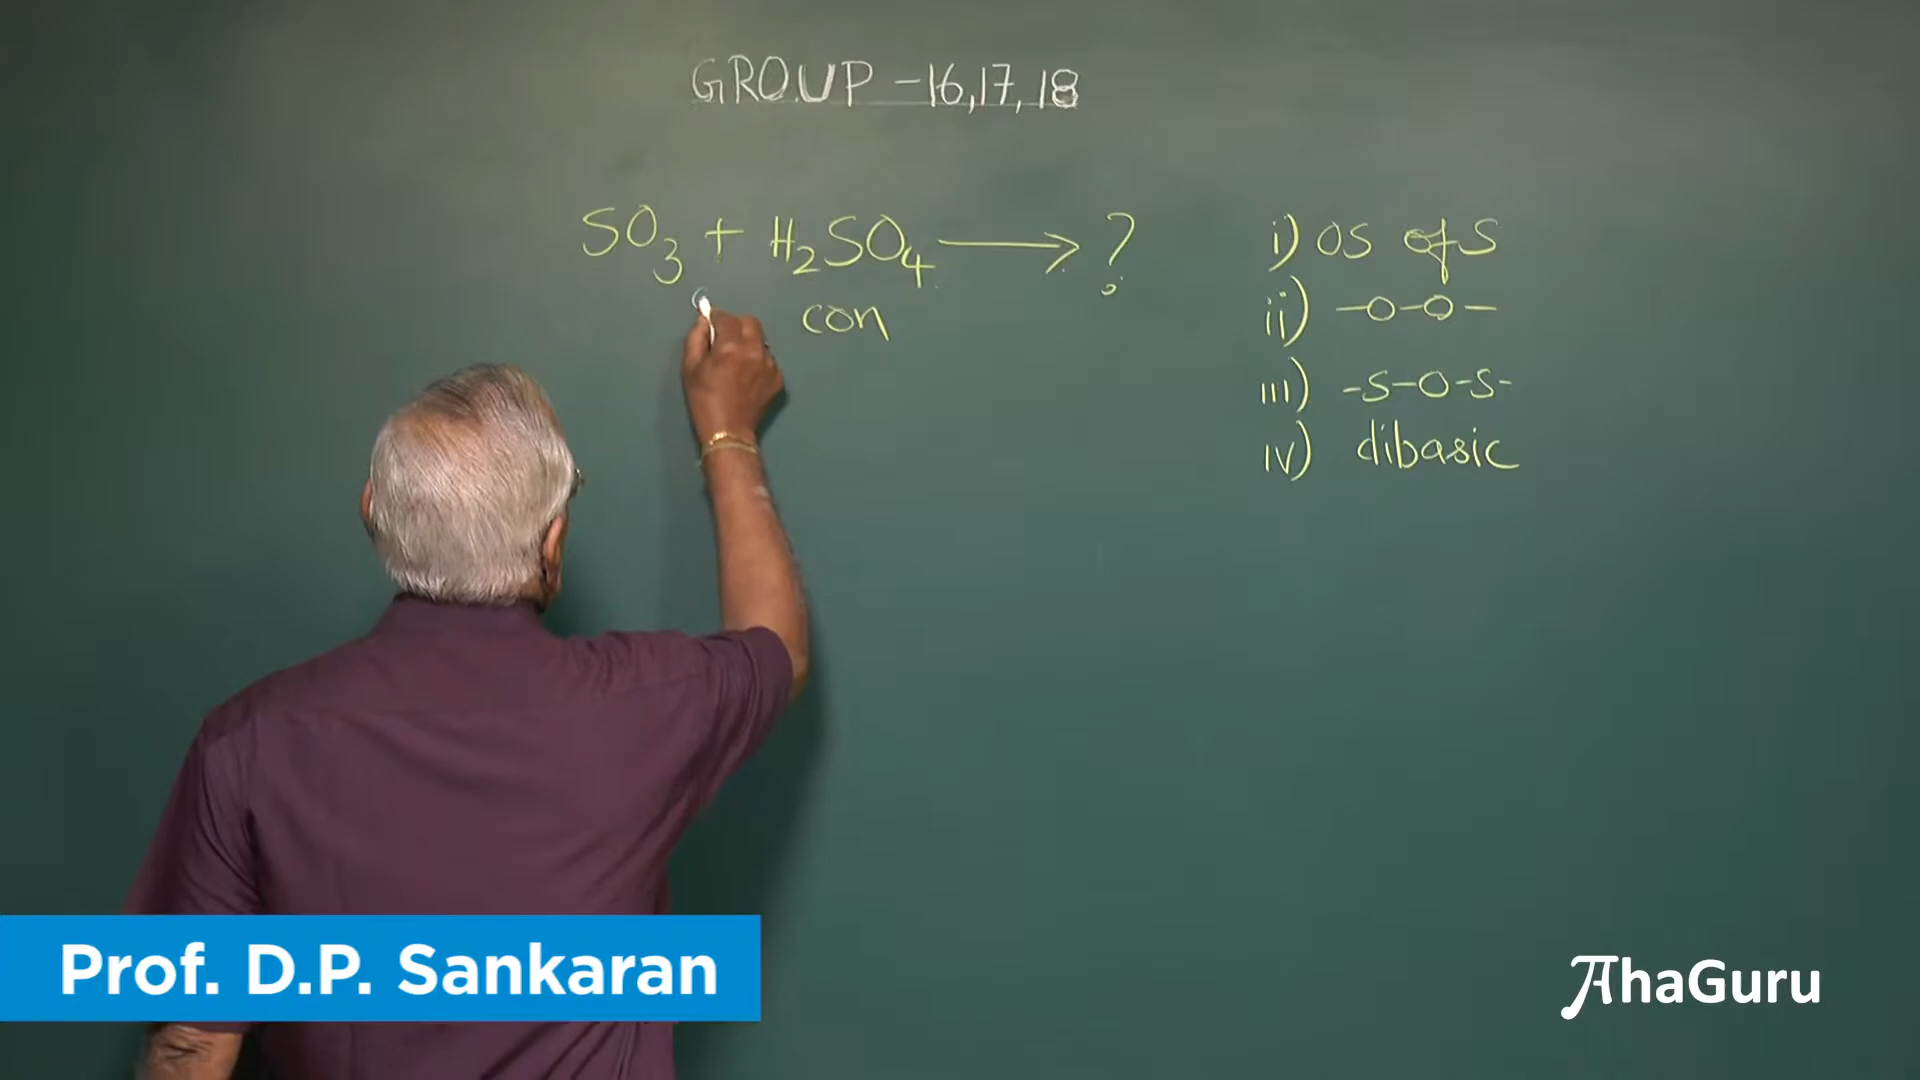 GROUP -16,17,18
SO₃ + H₂SO₄ ⟶ ?
con
i) OS of S
ii) -O-O-
iii) -S-O-S-
iv) dibasic
Prof. D.P. Sankaran
AhaGuru